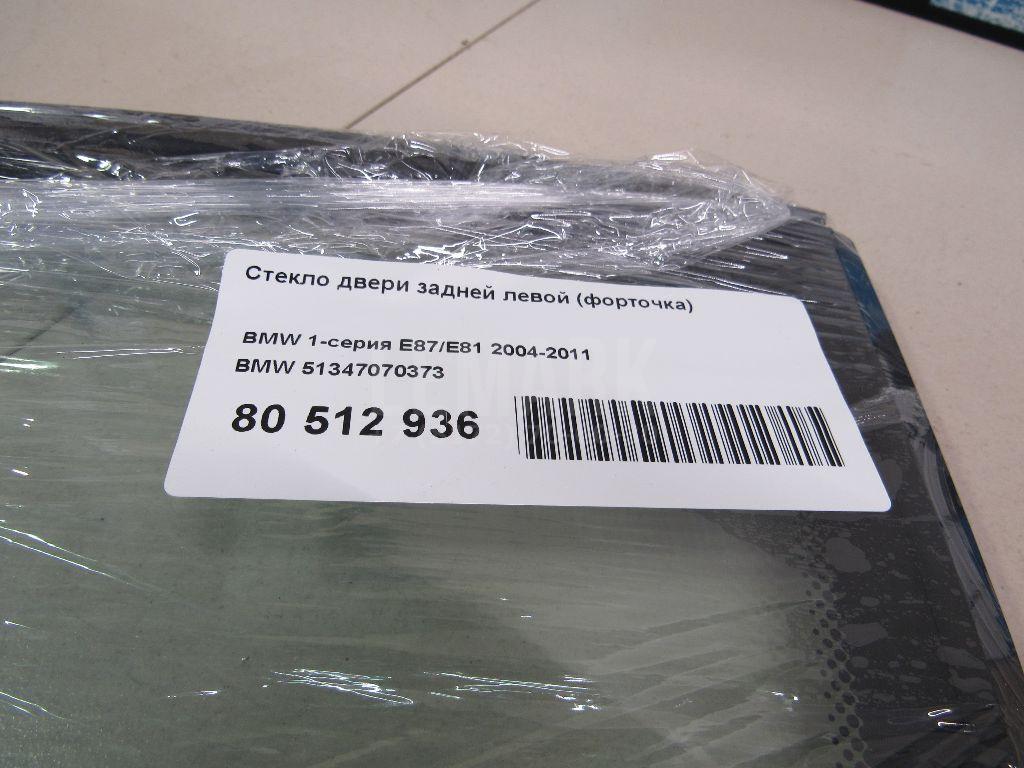 Стекло двери задней левой (форточка)
BMW 1-серия E87/E81 2004-2011
BMW 51347070373
80 512 936